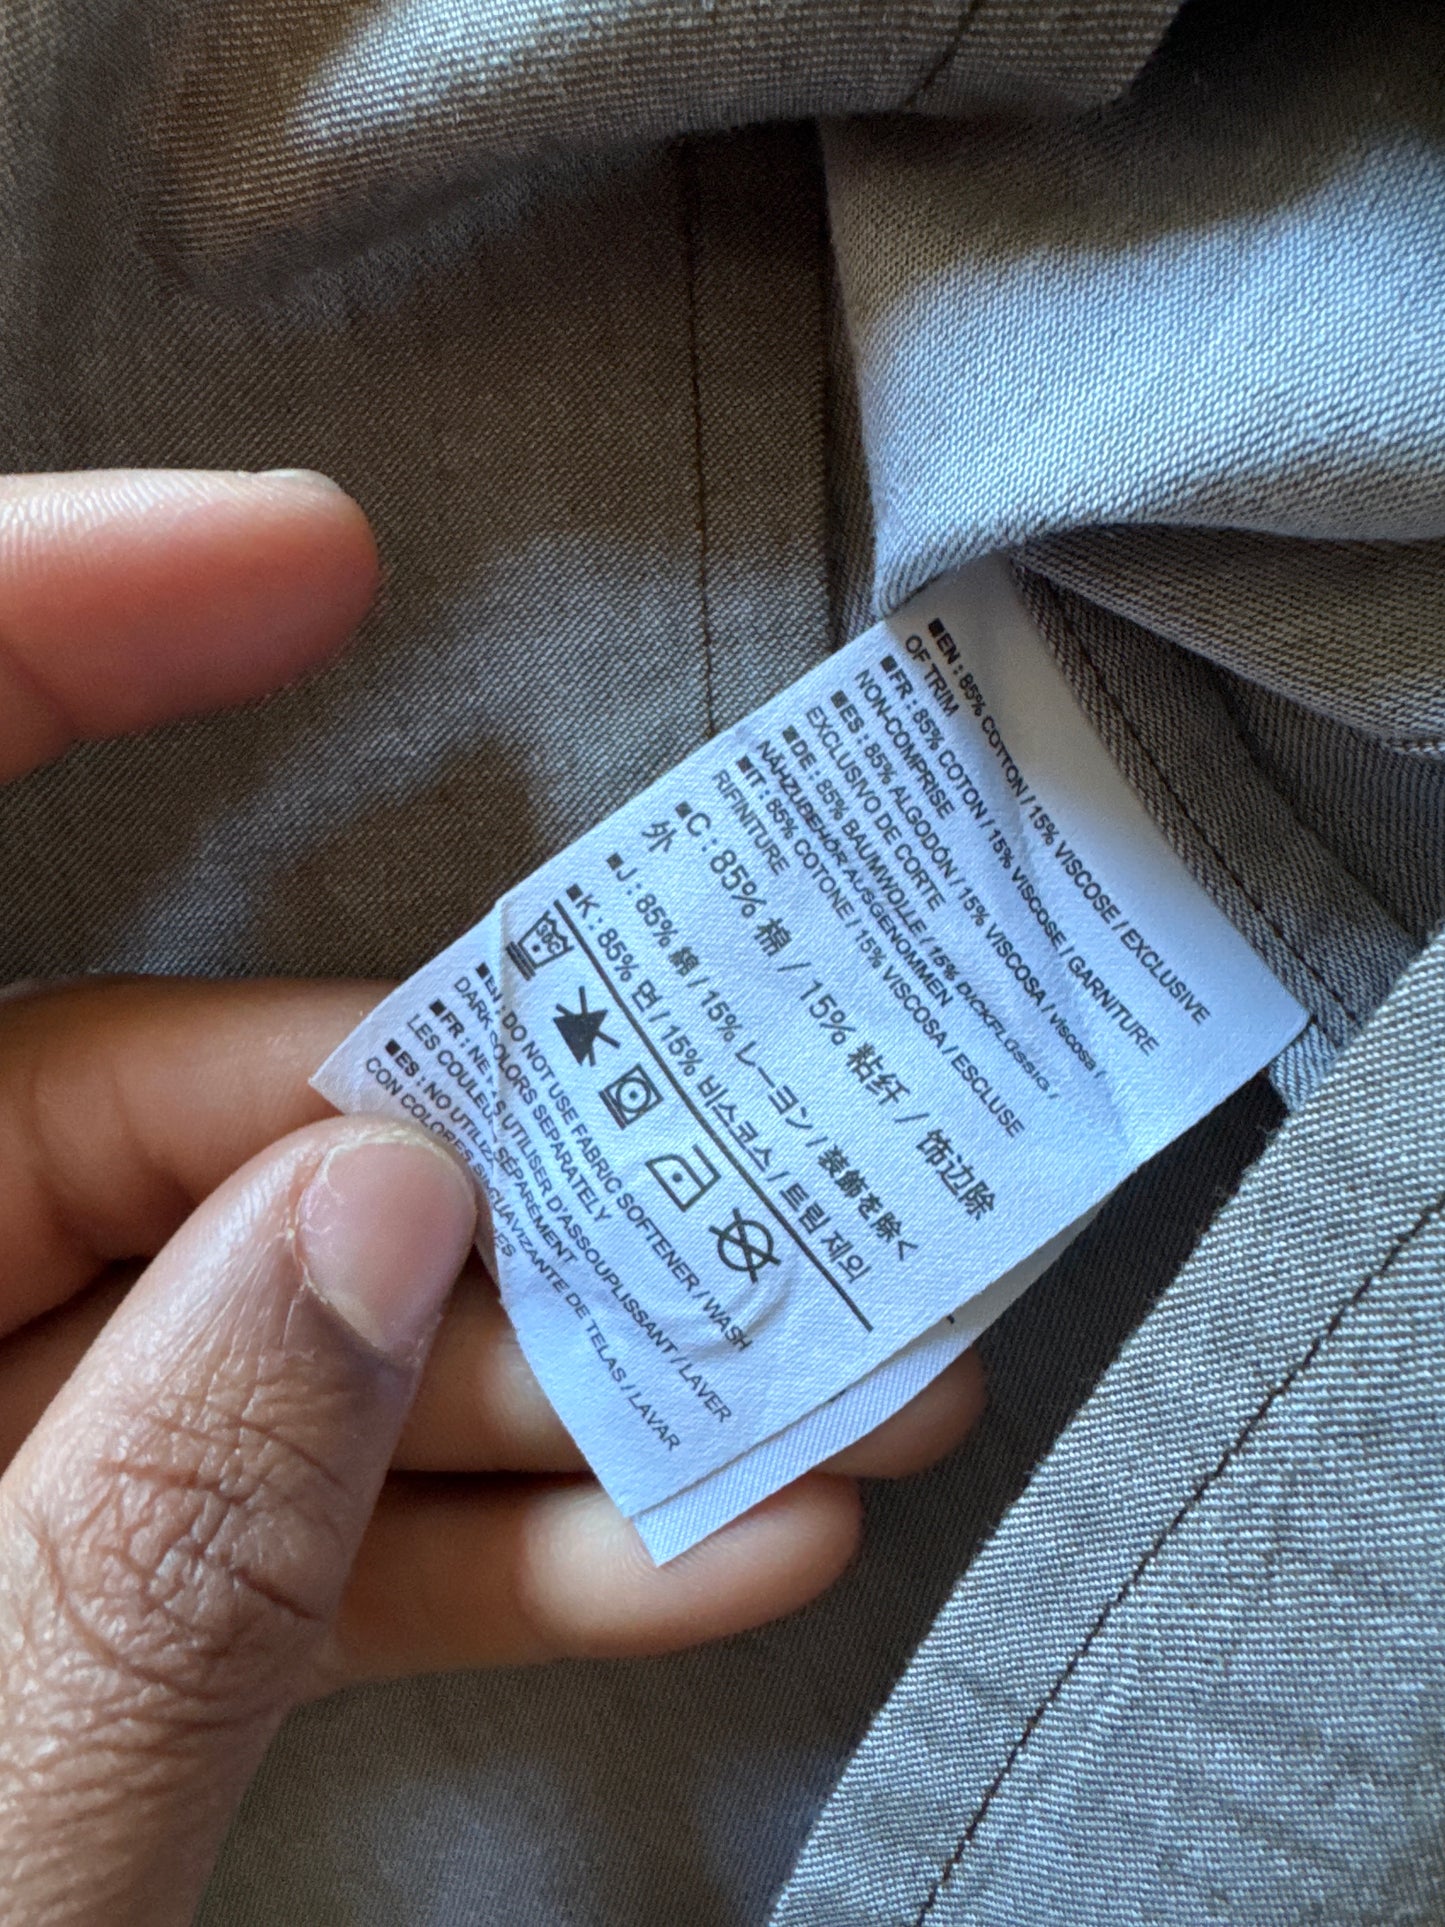 ■EN : 85% COTTON / 15% VISCOSE / EXCLUSIVE
OF TRIM
■FR : 85% COTON / 15% VISCOSE / GARNITURE
NON-COMPRISE
■ES : 85% ALGODÓN / 15% VISCOSA / viscosa /
EXCLUSIVO DE CORTE
■DE : 85% BAUMWOLLE / 15%
NÄHZUBEHÖR AUSGENOMMEN
■IT : 85% COTONE / 15% VISCOSA / ESCLUSE
RIFINITURE
■C : 85% 棉 / 15% 粘纤 / 饰边除
外
■J : 85% 綿 / 15% レーヨン / 装飾を除く
■K : 85% 면 / 15% 비스코스 / 트림 제외
30C
■EN : DO NOT USE FABRIC SOFTENER / WASH
DARK COLORS SEPARATELY
■FR : NE PAS UTILISER D'ASSOUPLISSANT / LAVER
LES COULEURS SÉPARÉMENT
■ES : NO UTILIZAR SUAVIZANTE DE TELAS / LAVAR
CON COLORES